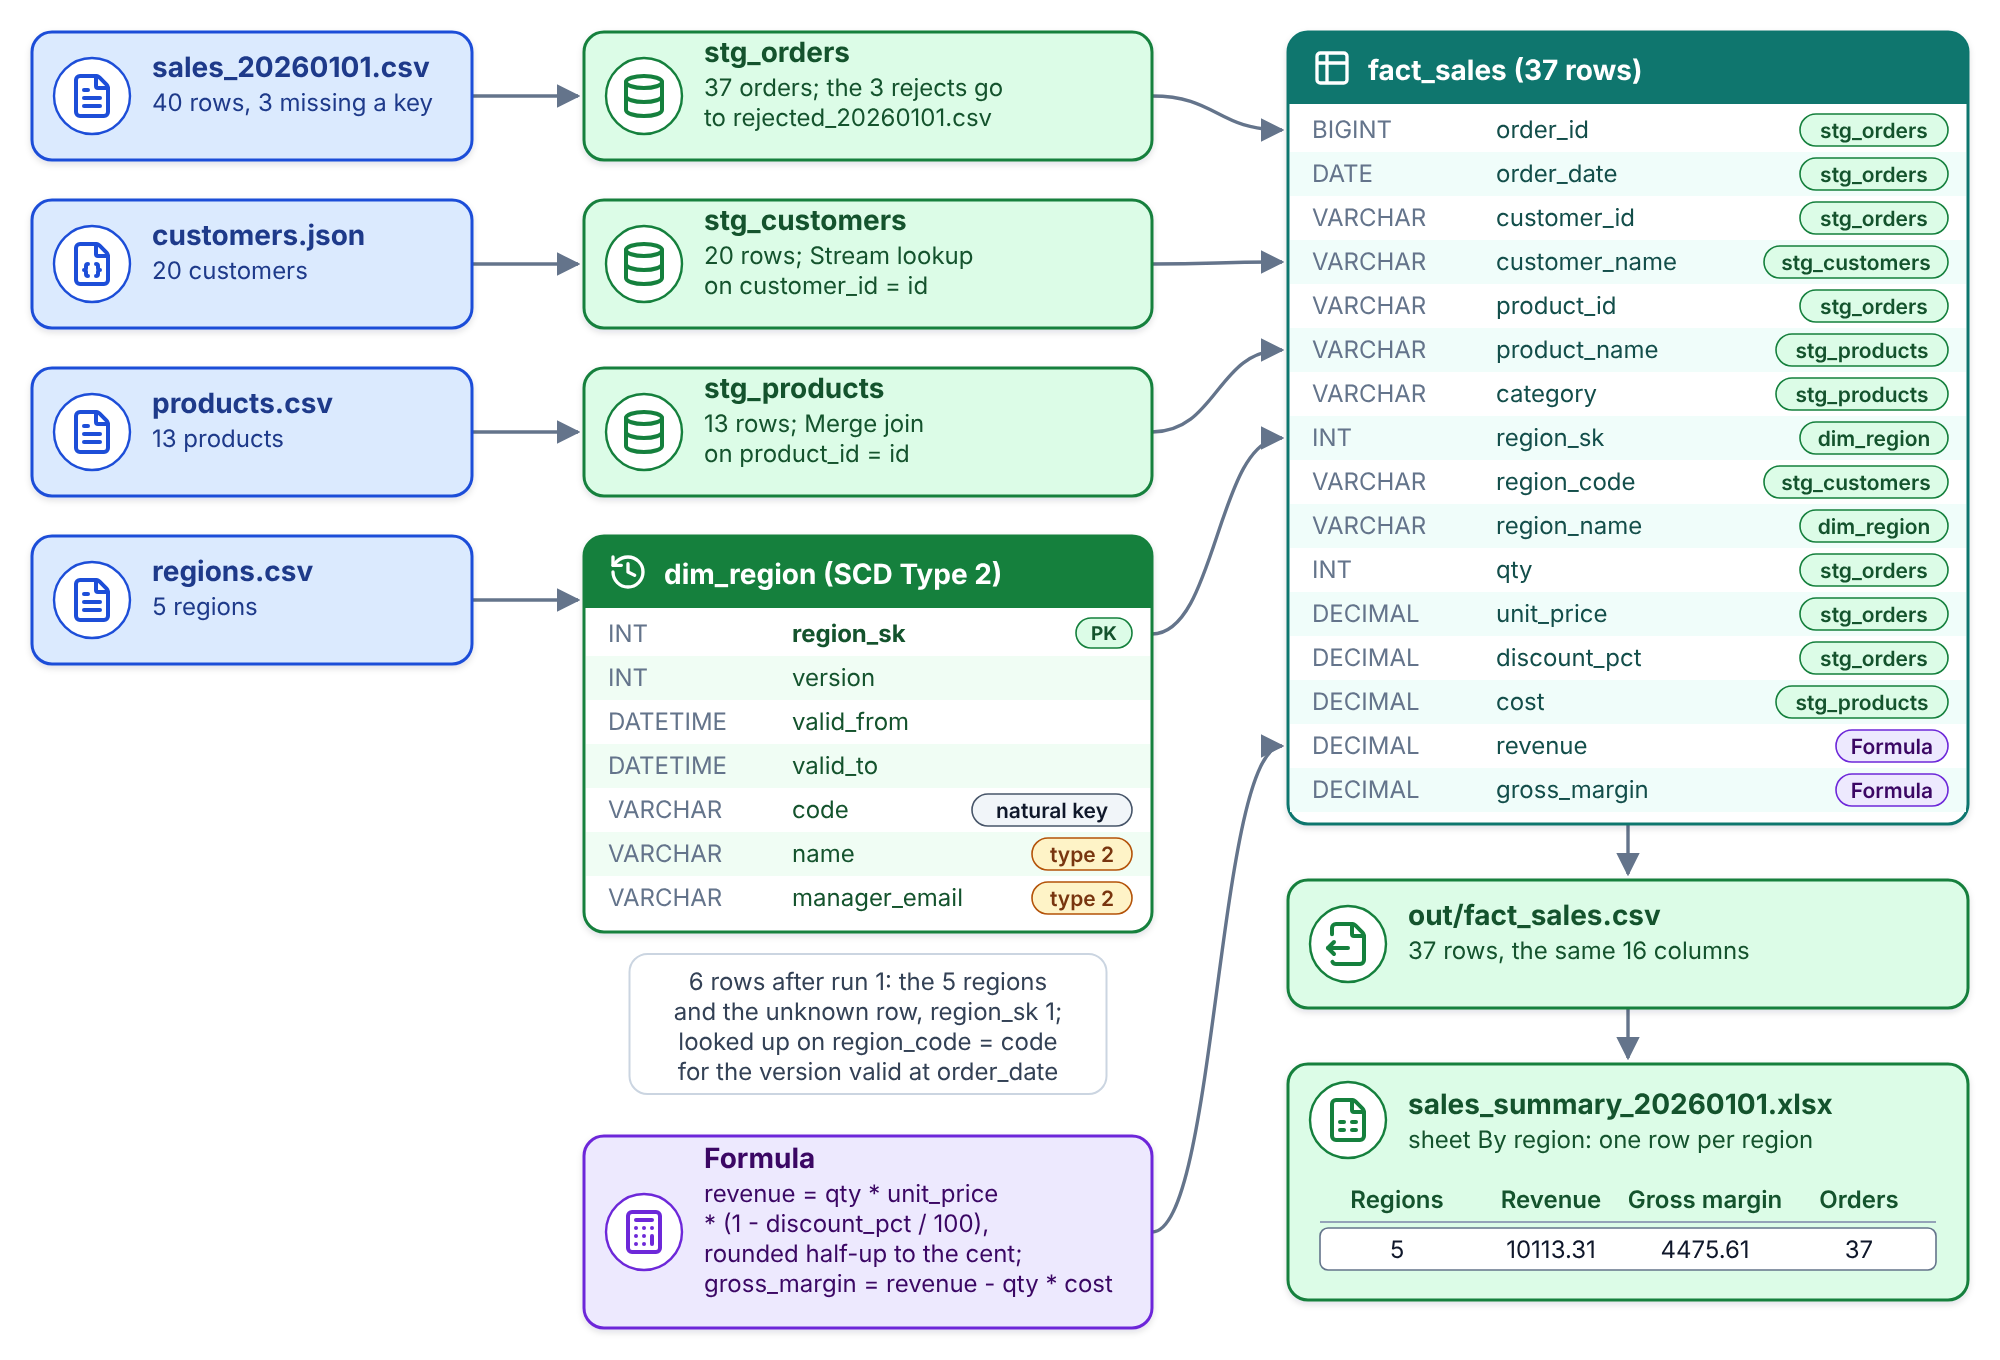 sales_20260101.csv
40 rows, 3 missing a key
customers.json
20 customers
products.csv
13 products
regions.csv
5 regions
stg_orders
37 orders; the 3 rejects go
to rejected_20260101.csv
stg_customers
20 rows; Stream lookup
on customer_id = id
stg_products
13 rows; Merge join
on product_id = id
dim_region (SCD Type 2)
INT region_sk PK
INT version
DATETIME valid_from
DATETIME valid_to
VARCHAR code natural key
VARCHAR name type 2
VARCHAR manager_email type 2
6 rows after run 1: the 5 regions
and the unknown row, region_sk 1;
looked up on region_code = code
for the version valid at order_date
Formula
revenue = qty * unit_price
* (1 - discount_pct / 100),
rounded half-up to the cent;
gross_margin = revenue - qty * cost
fact_sales (37 rows)
BIGINT order_id stg_orders
DATE order_date stg_orders
VARCHAR customer_id stg_orders
VARCHAR customer_name stg_customers
VARCHAR product_id stg_orders
VARCHAR product_name stg_products
VARCHAR category stg_products
INT region_sk dim_region
VARCHAR region_code stg_customers
VARCHAR region_name dim_region
INT qty stg_orders
DECIMAL unit_price stg_orders
DECIMAL discount_pct stg_orders
DECIMAL cost stg_products
DECIMAL revenue Formula
DECIMAL gross_margin Formula
out/fact_sales.csv
37 rows, the same 16 columns
sales_summary_20260101.xlsx
sheet By region: one row per region
Regions Revenue Gross margin Orders
5 10113.31 4475.61 37